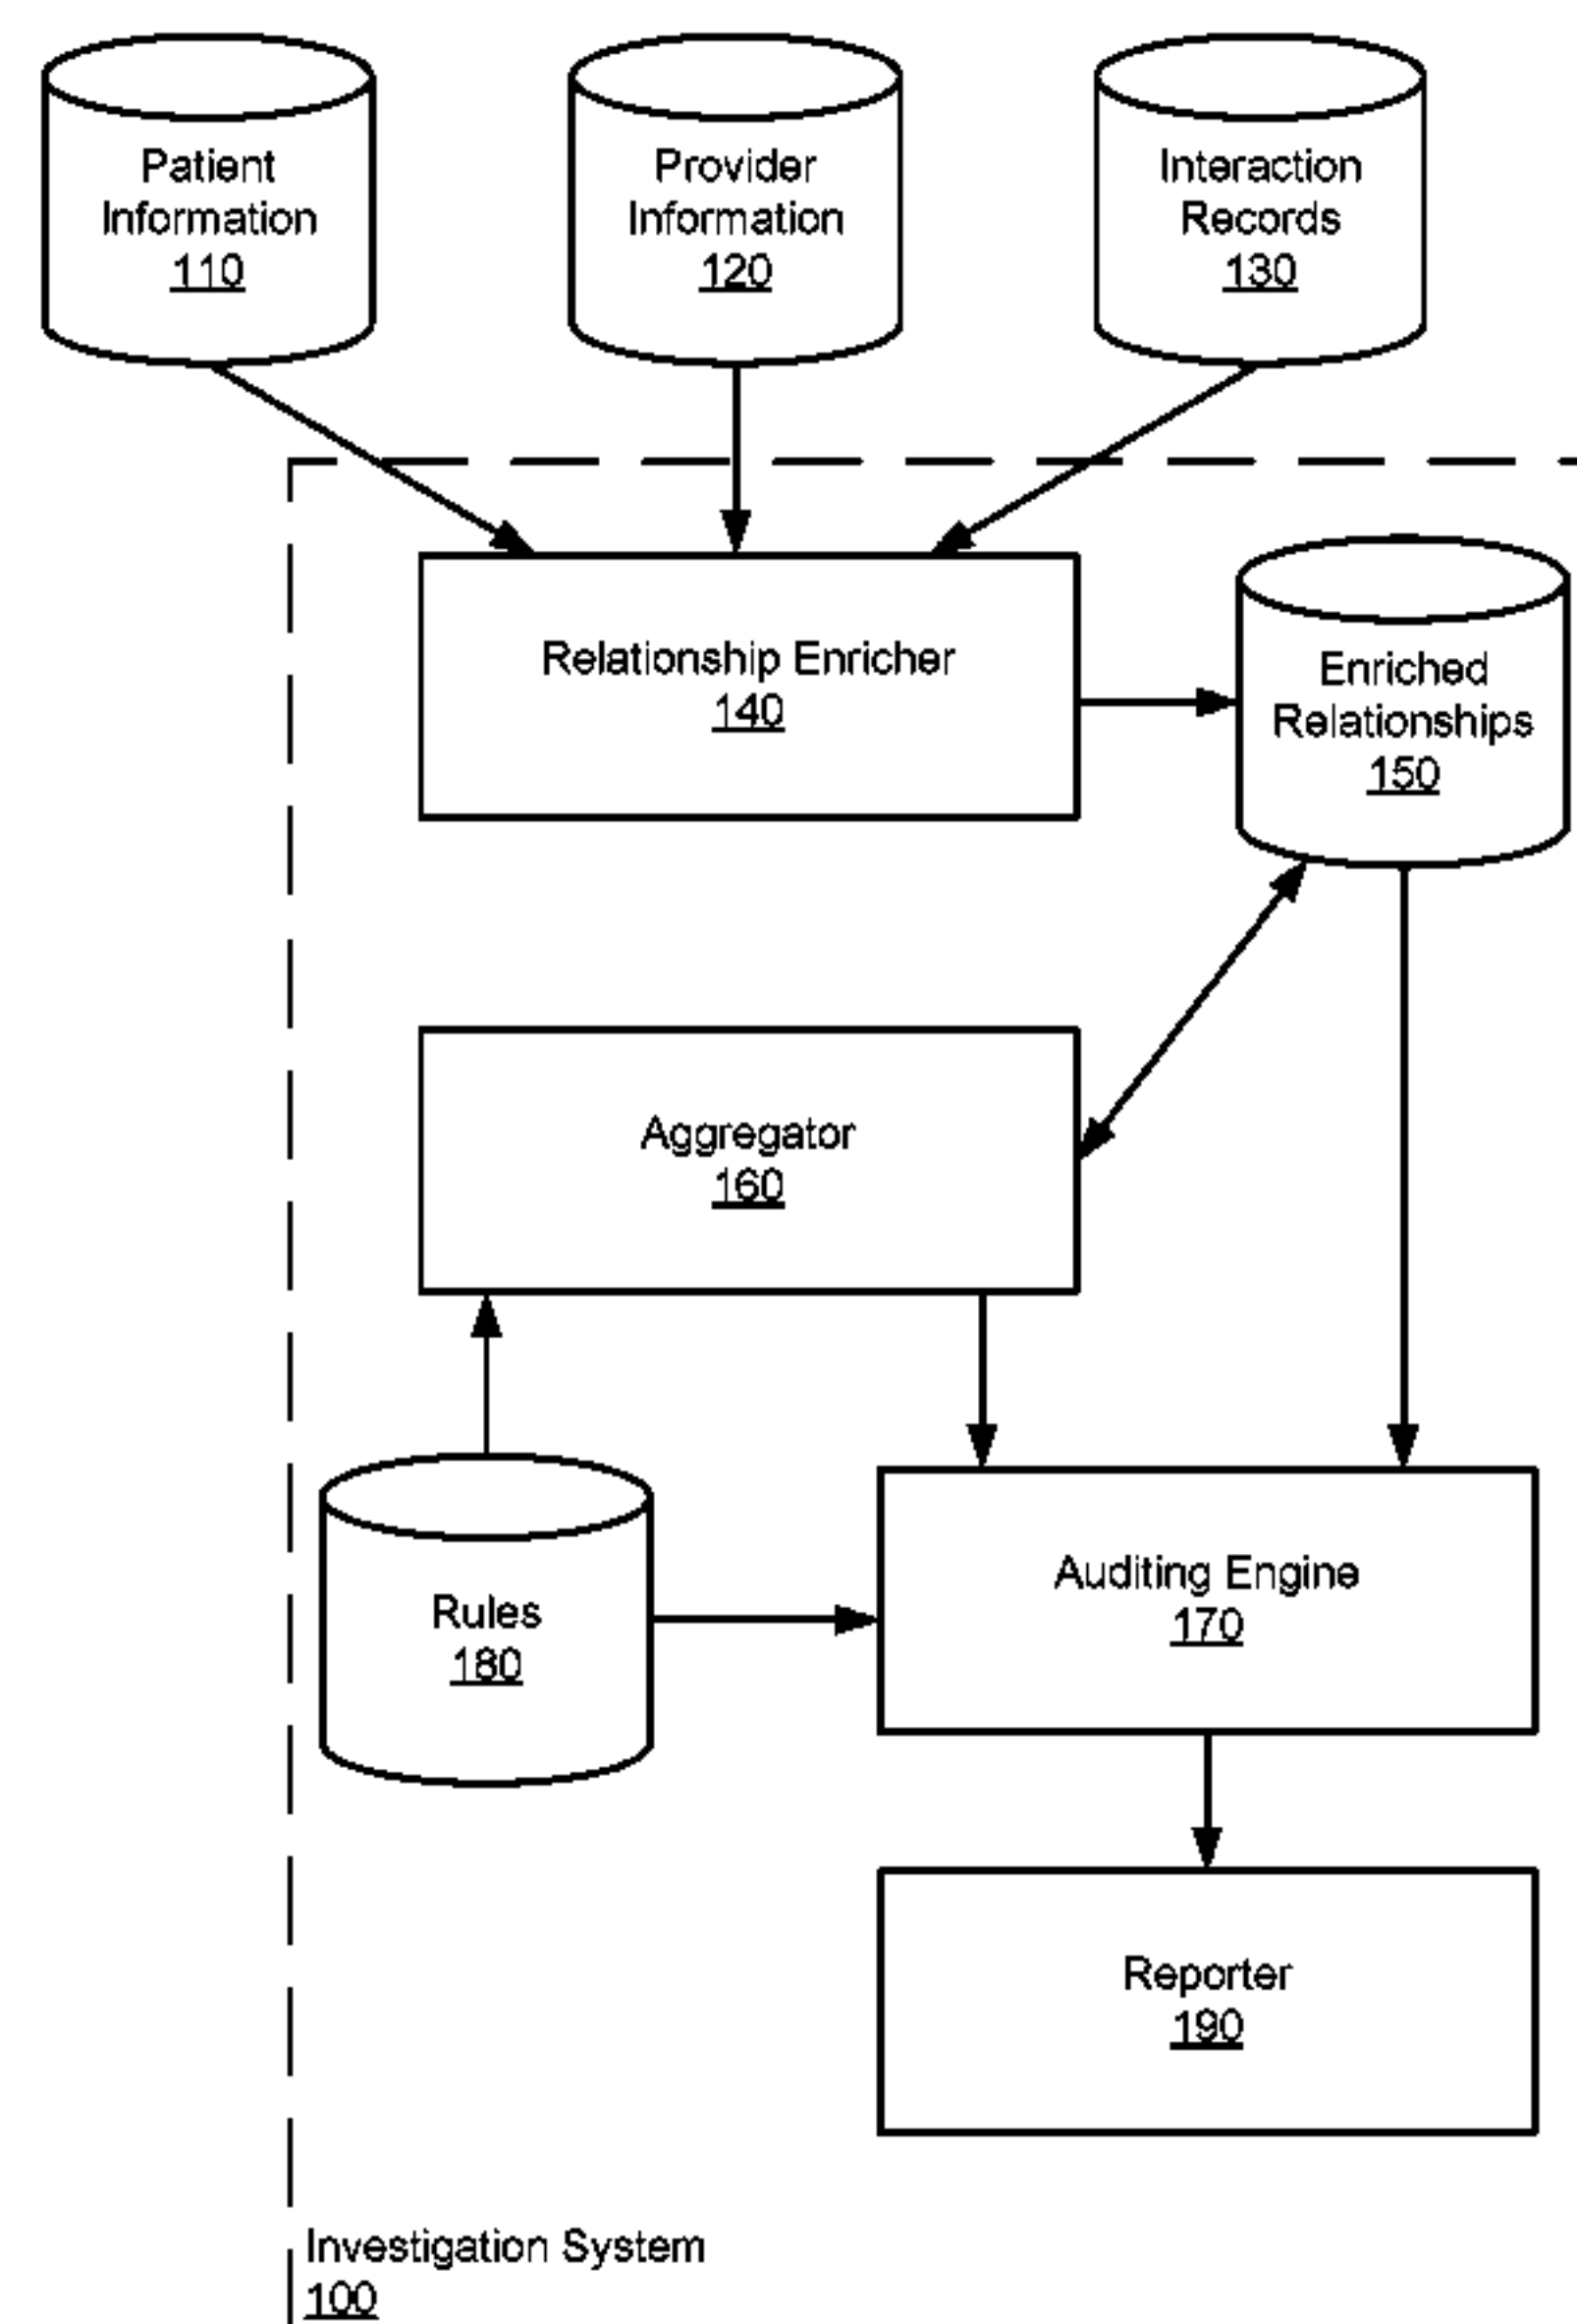 Patient
Information
110
Provider
Information
120
Interaction
Records
130
Relationship Enricher
140
Enriched
Relationships
150
Aggregator
160
Rules
180
Auditing Engine
170
Reporter
190
Investigation System
100